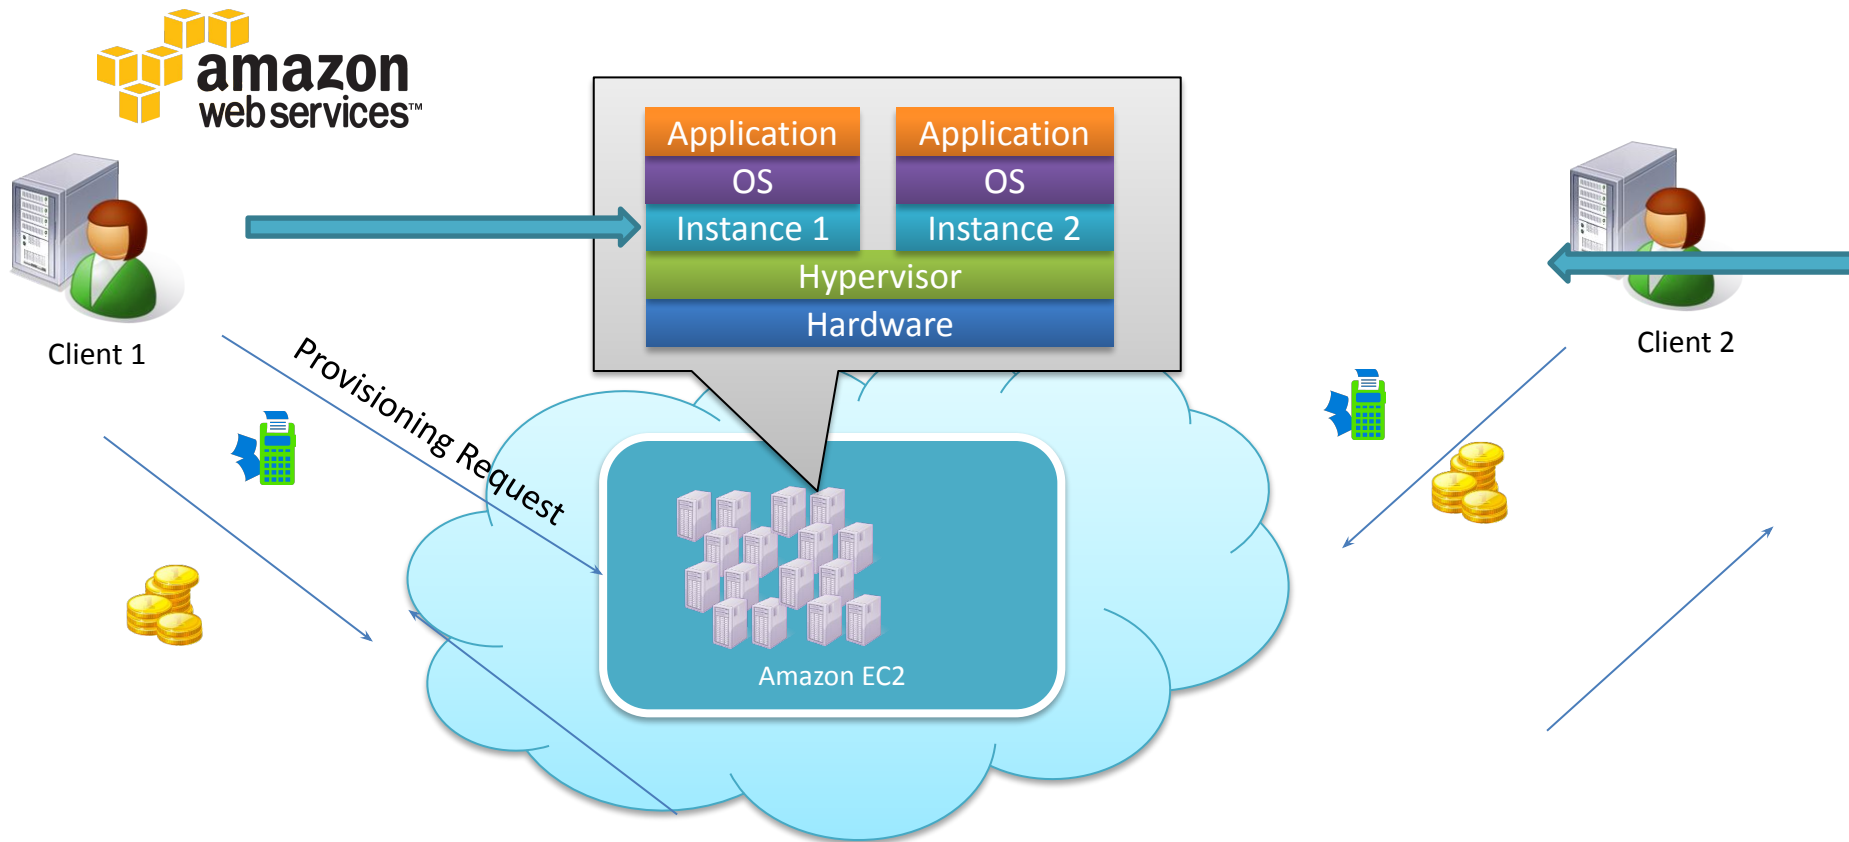 amazon
webservices™
Application
Application
OS
OS
Instance 1
Instance 2
Hypervisor
Hardware
Client 1
Client 2
Provisioning Request
Amazon EC2